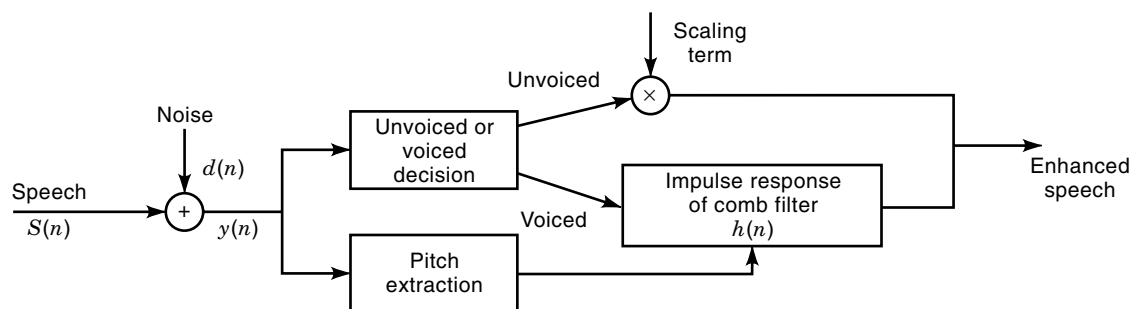 Scaling
term
Unvoiced
×
Noise
d(n)
Unvoiced or
voiced
decision
Speech
S(n)
+
y(n)
Voiced
Impulse response
of comb filter
h(n)
Enhanced
speech
Pitch
extraction